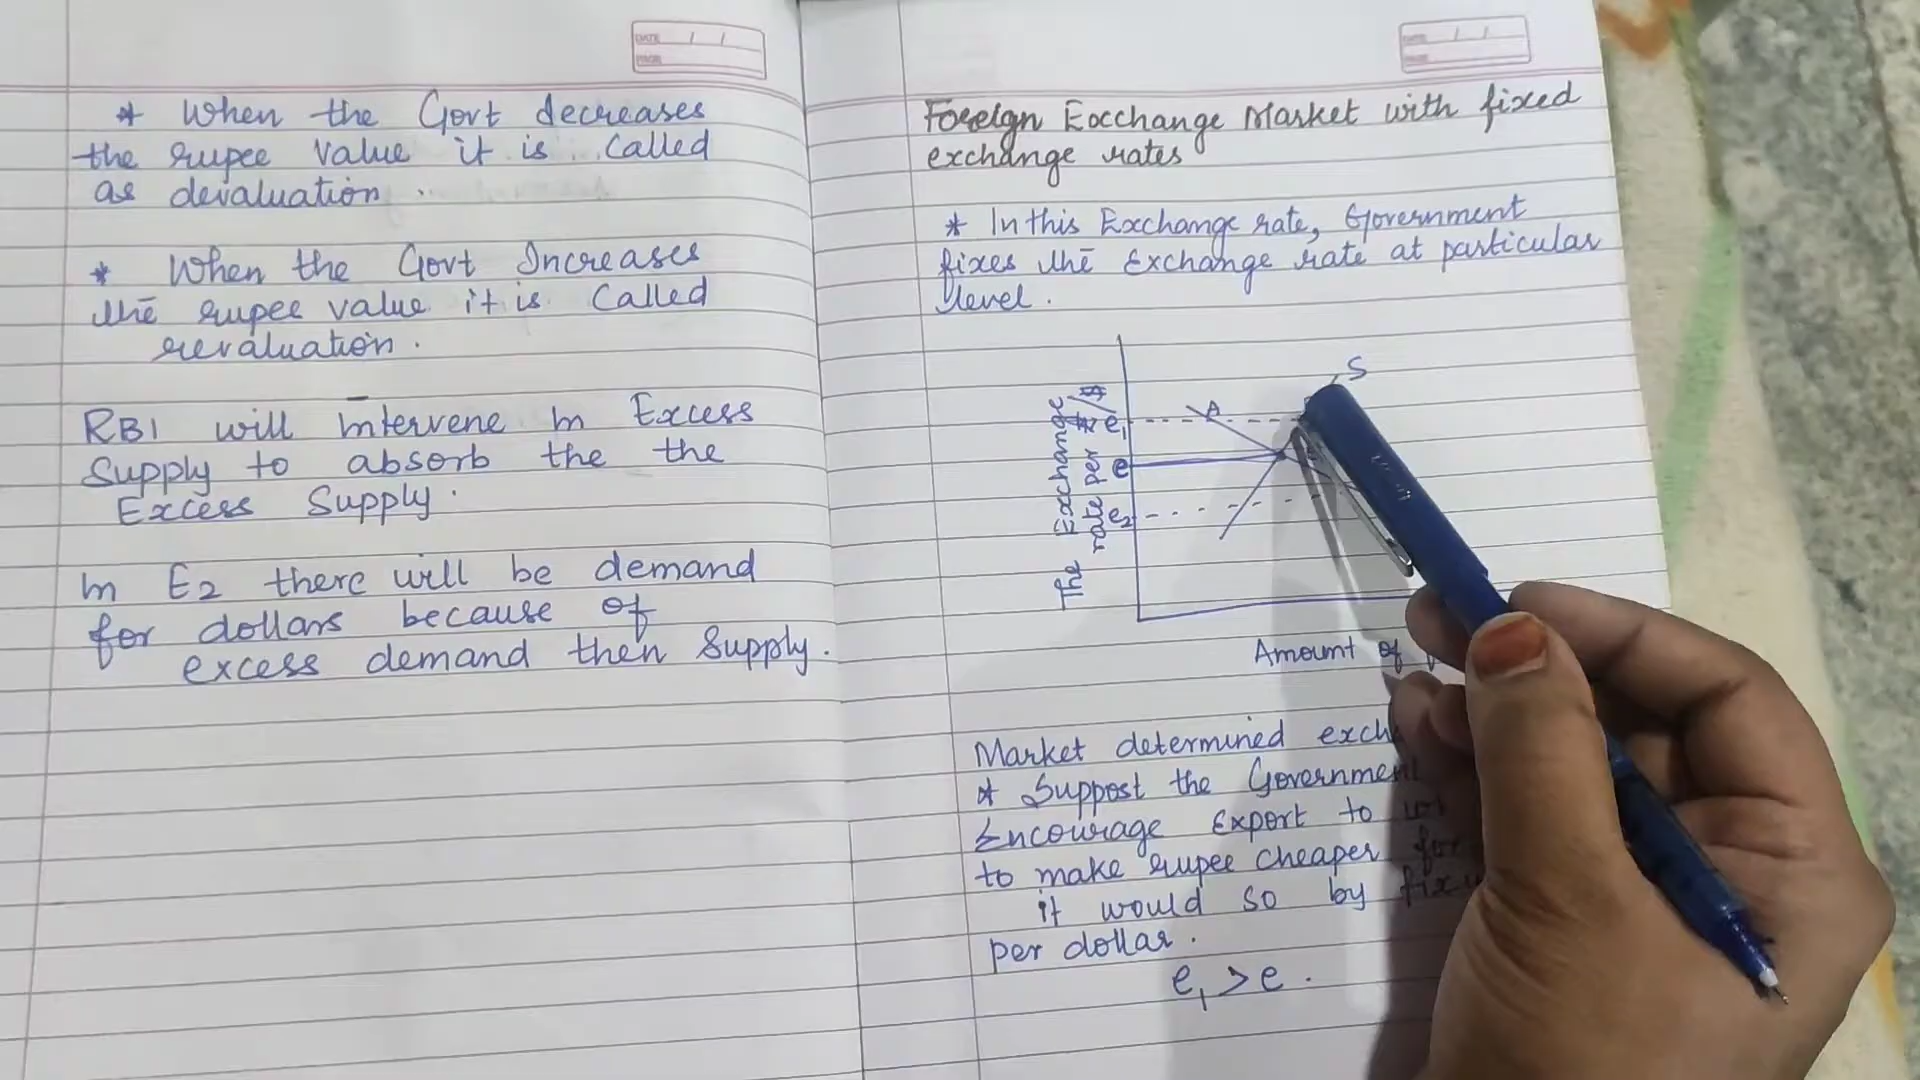 DATE / /
PAGE
* When the Govt decreases
the rupee value it is called
as devaluation.
* When the Govt Increases
the rupee value it is called
revaluation.
RBI will intervene in Excess
Supply to absorb the the
Excess Supply.
In E2 there will be demand
for dollars because of
excess demand then Supply.
DATE / /
PAGE
Foreign Exchange Market with fixed
exchange rates
* In this Exchange rate, Government
fixes the Exchange rate at particular
level.
The Exchange
rate per ₹/$
S
A
e1
e
e2
Amount of
Market determined
* Suppost the Government
Encourage Export to
to make rupee cheaper for
it would so by
per dollar.
e1 > e.